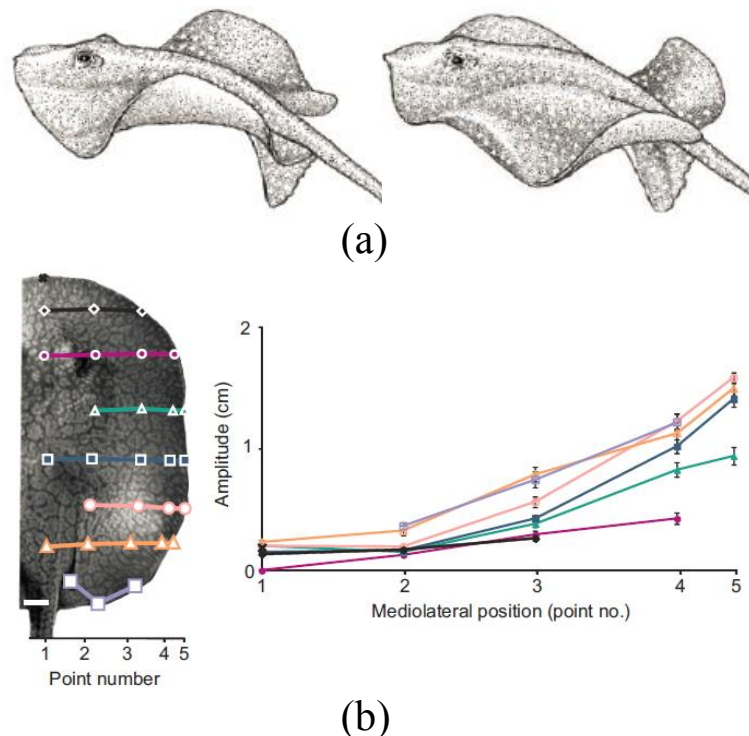 (a)
2
1
0
Amplitude (cm)
1 2 3 4 5
Mediolateral position (point no.)
1 2 3 4 5
Point number
(b)